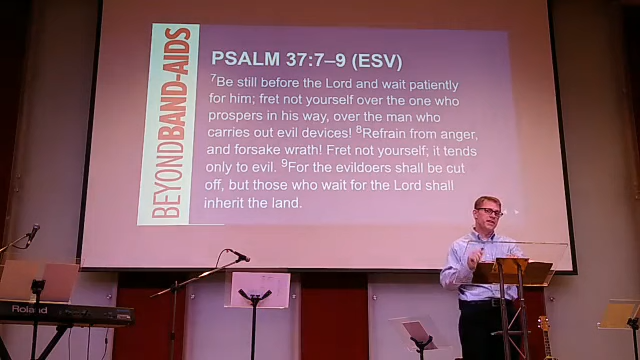 BEYONDBAND-AIDS
PSALM 37:7–9 (ESV)
7Be still before the Lord and wait patiently
for him; fret not yourself over the one who
prospers in his way, over the man who
carries out evil devices! 8Refrain from anger,
and forsake wrath! Fret not yourself; it tends
only to evil. 9For the evildoers shall be cut
off, but those who wait for the Lord shall
inherit the land.
Roland